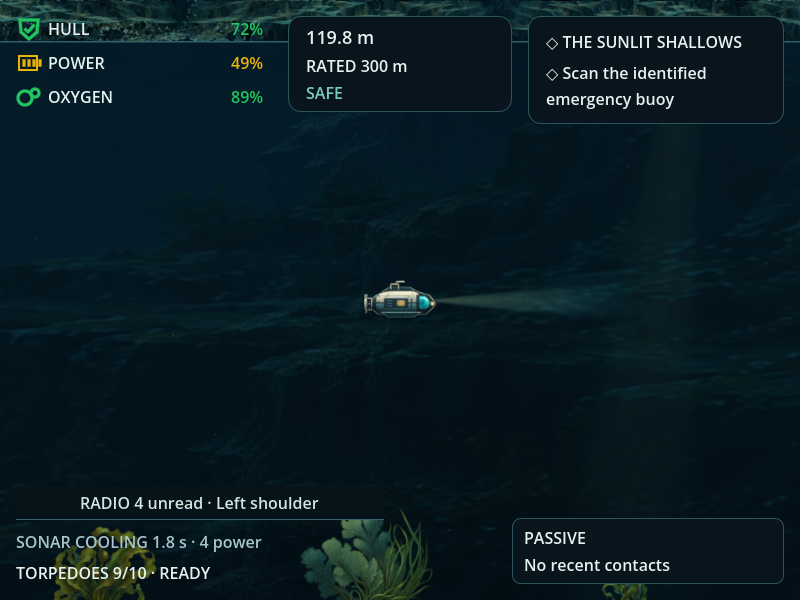 HULL 72%
POWER 49%
OXYGEN 89%
119.8 m
RATED 300 m
SAFE
◇ THE SUNLIT SHALLOWS
◇ Scan the identified
emergency buoy
RADIO 4 unread · Left shoulder
SONAR COOLING 1.8 s · 4 power
TORPEDOES 9/10 · READY
PASSIVE
No recent contacts